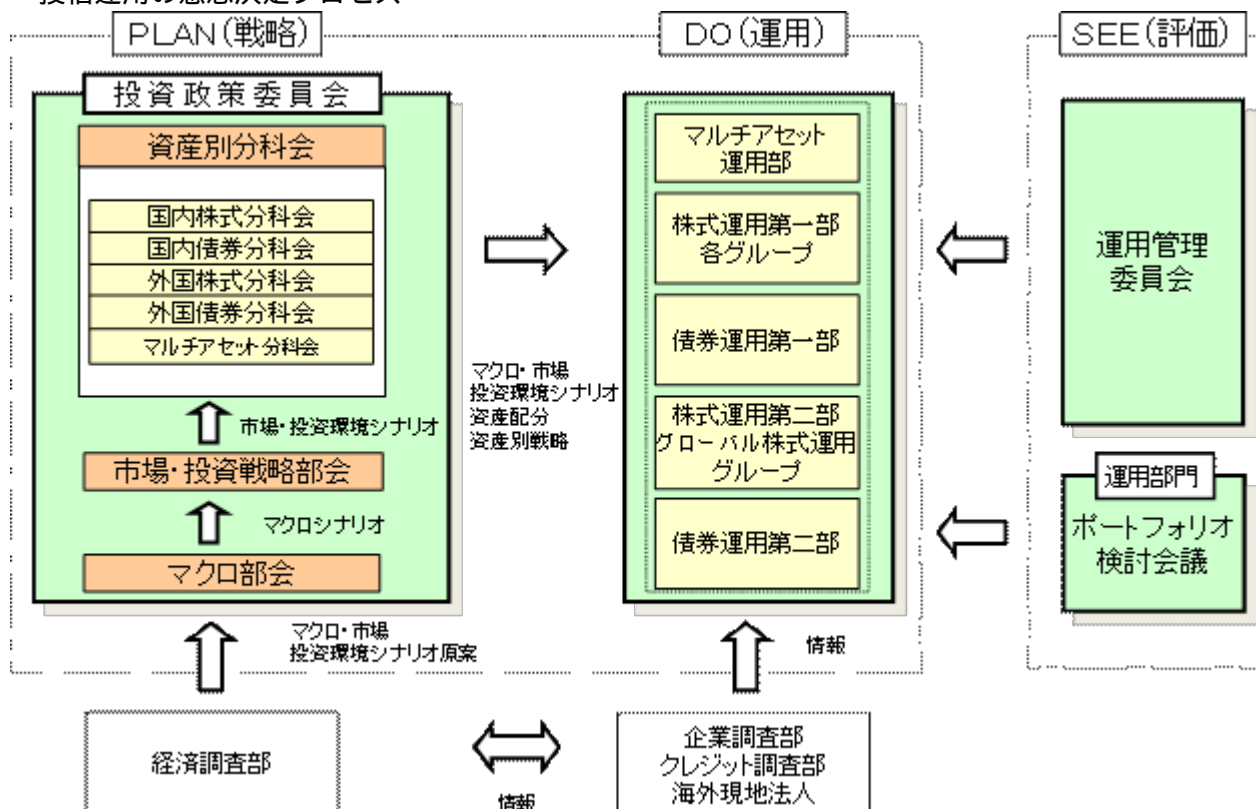 投信運用の意思決定プロセス
PLAN(戦略)
DO(運用)
SEE(評価)
投資政策委員会
資産別分科会
国内株式分科会
国内債券分科会
外国株式分科会
外国債券分科会
マルチアセット分科会
市場・投資環境シナリオ
市場・投資戦略部会
マクロシナリオ
マクロ部会
マクロ・市場
投資環境シナリオ
資産配分
資産別戦略
マルチアセット
運用部
株式運用第一部
各グループ
債券運用第一部
株式運用第二部
グローバル株式運用
グループ
債券運用第二部
運用管理
委員会
運用部門
ポートフォリオ
検討会議
マクロ・市場
投資環境シナリオ原案
情報
経済調査部
情報
企業調査部
クレジット調査部
海外現地法人